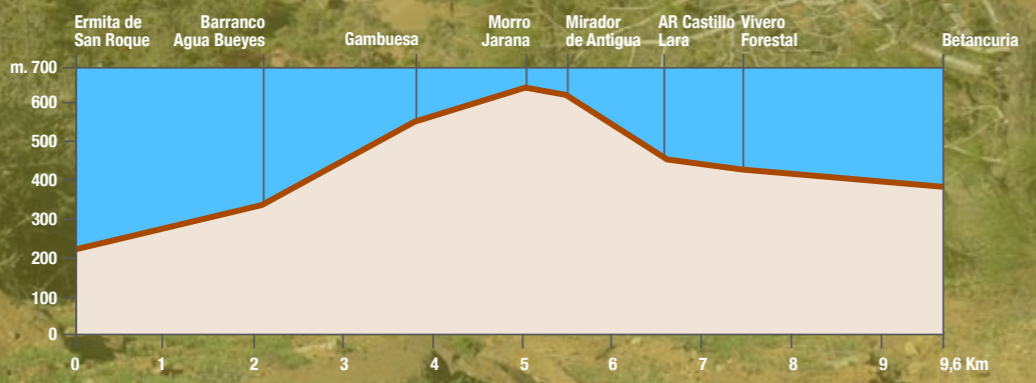 Ermita de
San Roque
Barranco
Agua Bueyes
Gambuesa
Morro
Jarana
Mirador
de Antigua
AR Castillo
Lara
Vivero
Forestal
Betancuria
m. 700
600
500
400
300
200
100
0
0 1 2 3 4 5 6 7 8 9 9,6 Km